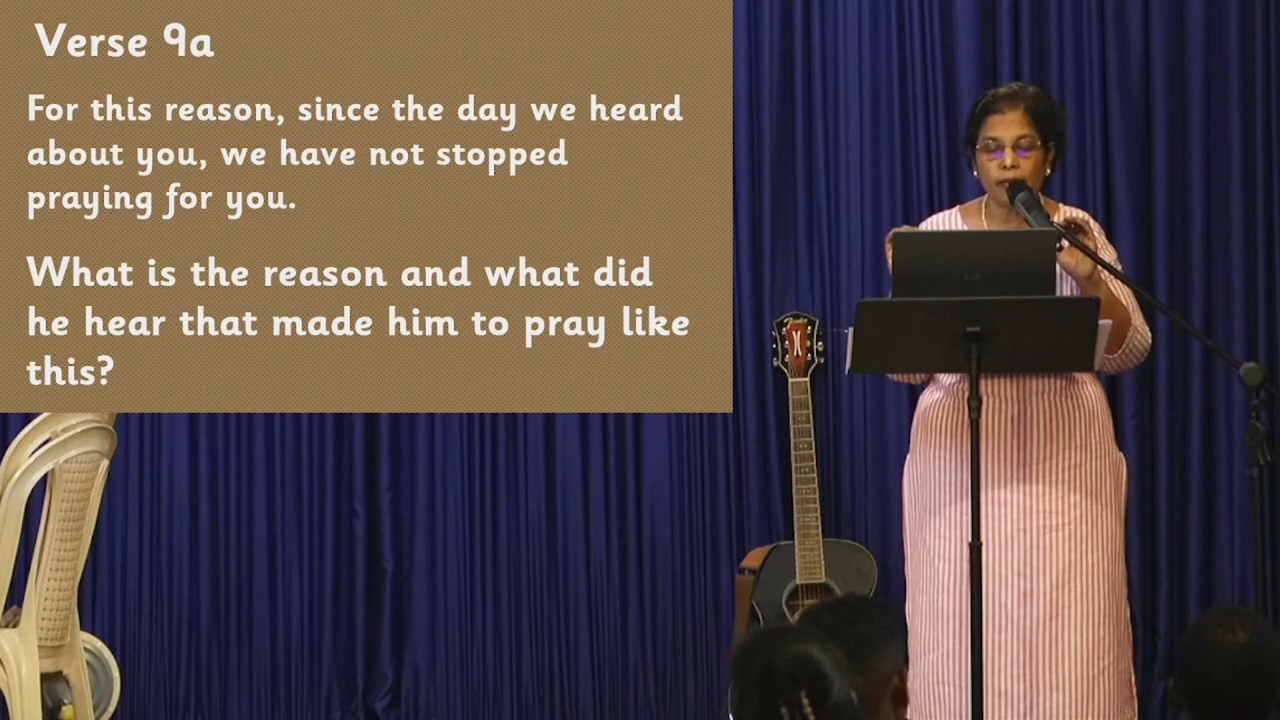 Verse 9a
For this reason, since the day we heard
about you, we have not stopped
praying for you.
What is the reason and what did
he hear that made him to pray like
this?
Fender